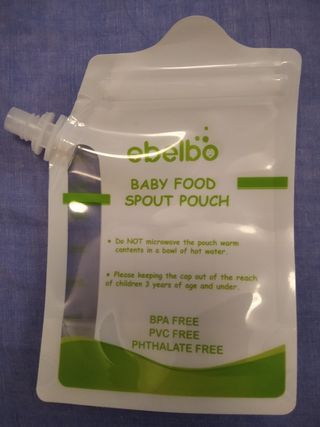 ebelbo
BABY FOOD
SPOUT POUCH
• Do NOT microwave the pouch warm
contents in a bowl of hot water.
• Please keeping the cap out of the reach
of children 3 years of age and under.
BPA FREE
PVC FREE
PHTHALATE FREE